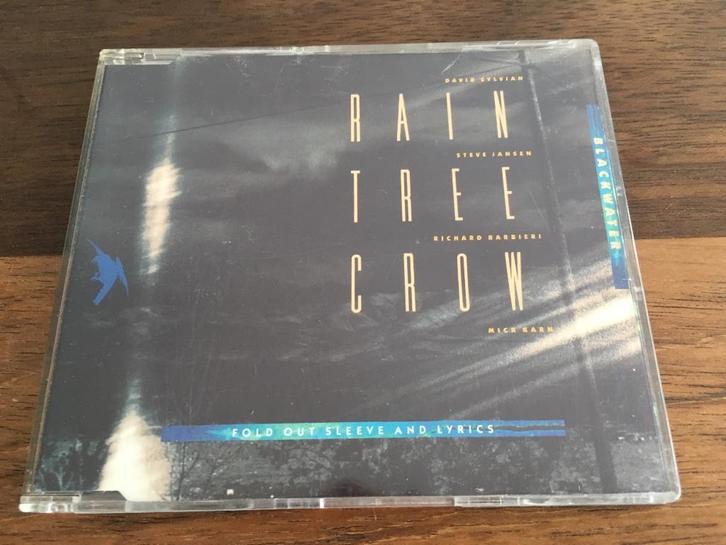 DAVID SYLVIAN
RAIN
STEVE JANSEN
TREE
RICHARD BARBIERI
CROW
MICK KARN
BLACKWATER
FOLD OUT SLEEVE AND LYRICS